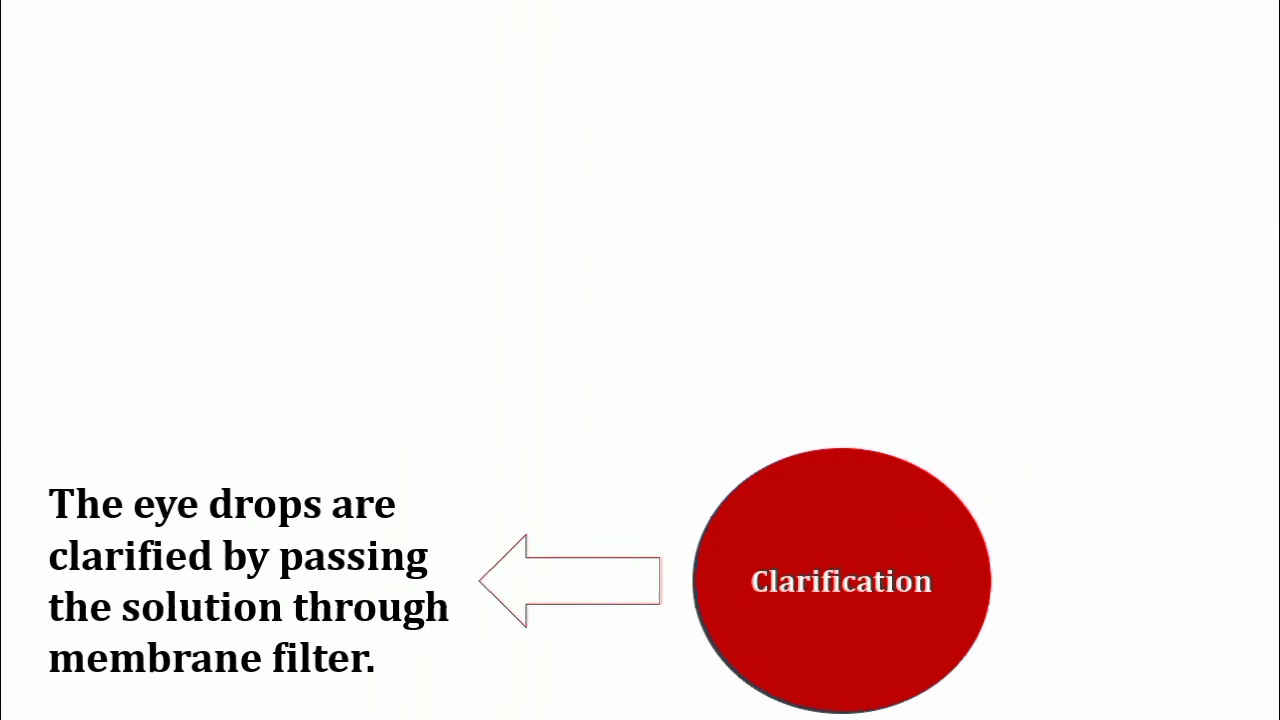 The eye drops are
clarified by passing
the solution through
membrane filter.
Clarification